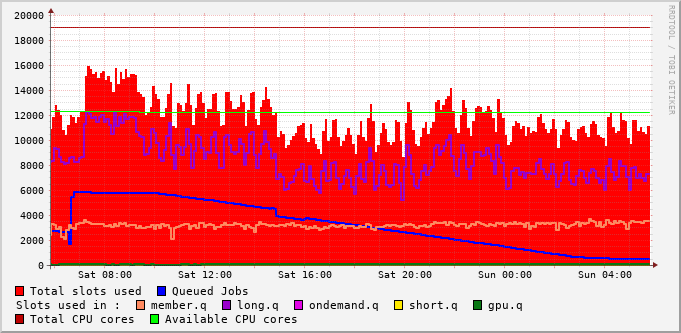 20000
18000
16000
14000
12000
10000
8000
6000
4000
2000
0
Sat 08:00 Sat 12:00 Sat 16:00 Sat 20:00 Sun 00:00 Sun 04:00
RRDTOOL / TOBI OETIKER
Total slots used Queued Jobs
Slots used in : member.q long.q ondemand.q short.q gpu.q
Total CPU cores Available CPU cores